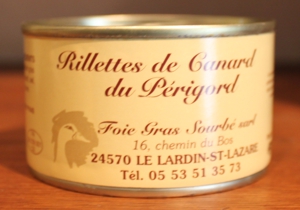 Rillettes de Canard
du Périgord
Foie Gras Sourbé sarl
16, chemin du Bos
24570 LE LARDIN-ST-LAZARE
Tél. 05 53 51 35 73